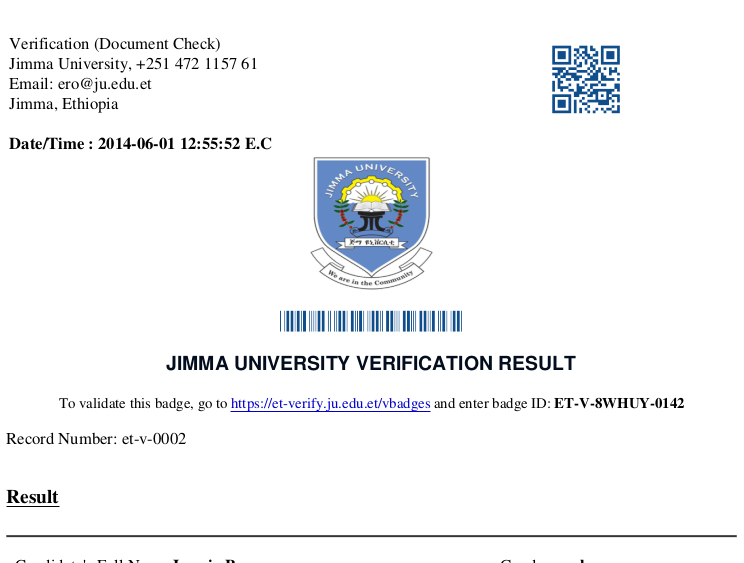 Verification (Document Check)
Jimma University, +251 472 1157 61
Email: ero@ju.edu.et
Jimma, Ethiopia
Date/Time : 2014-06-01 12:55:52 E.C
JIMMA UNIVERSITY
ጅማ ዩኒቨርሲቲ
We are in the Community
JIMMA UNIVERSITY VERIFICATION RESULT
To validate this badge, go to https://et-verify.ju.edu.et/vbadges and enter badge ID: ET-V-8WHUY-0142
Record Number: et-v-0002
Result